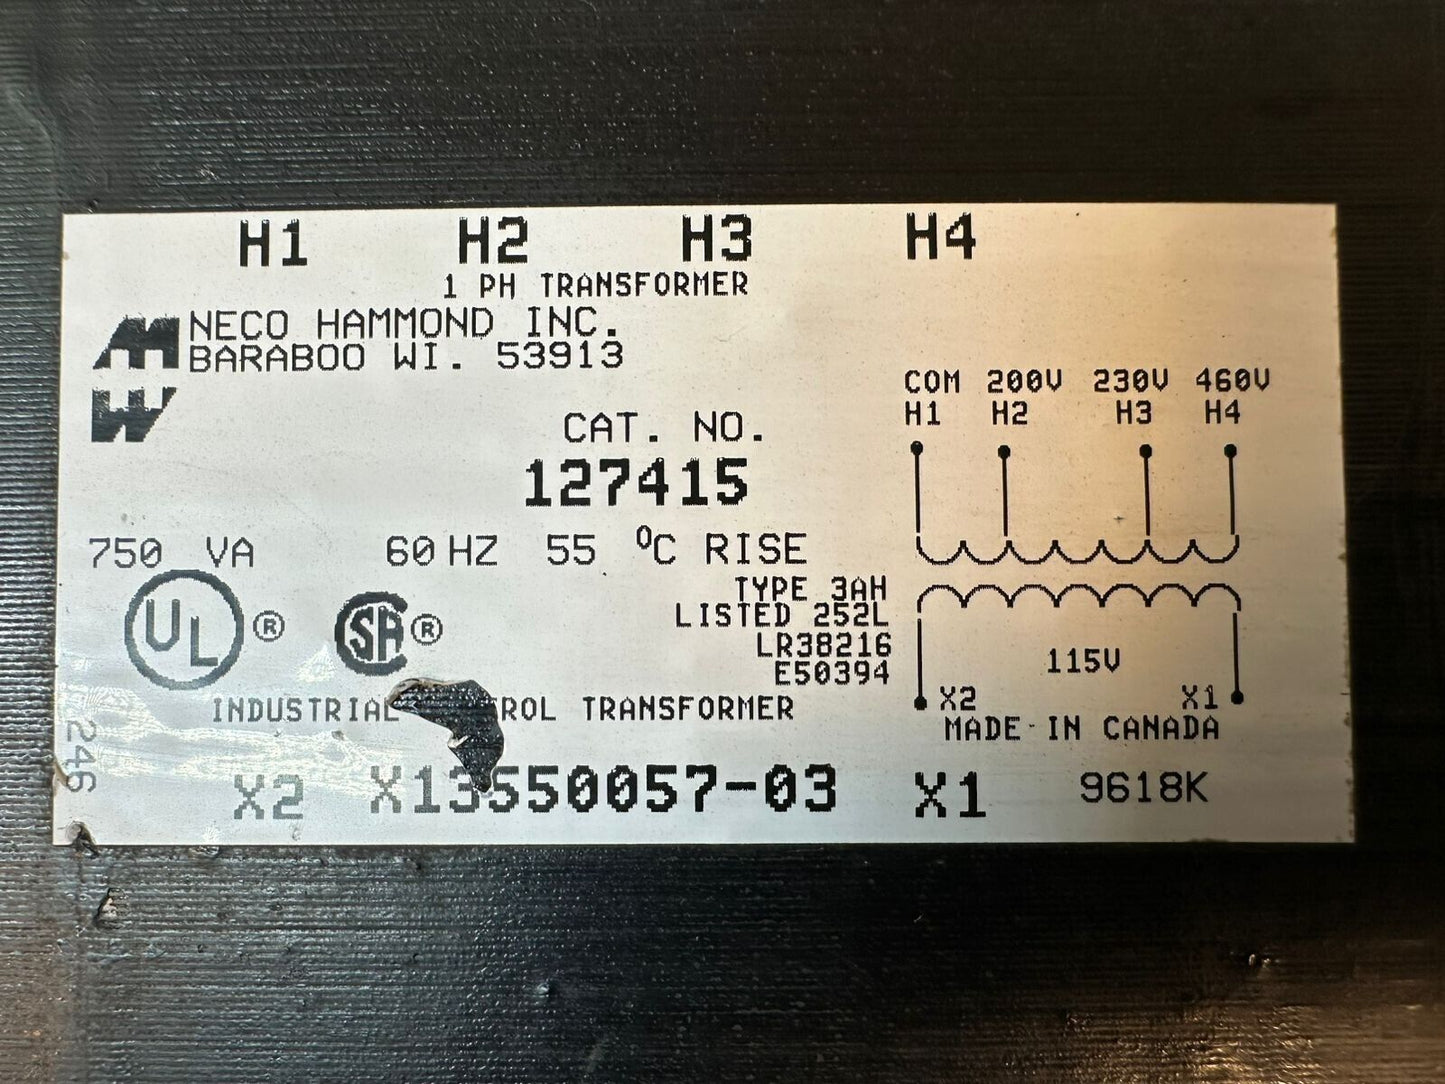 H1 H2 H3 H4
1 PH TRANSFORMER
NECO HAMMOND INC.
BARABOO WI. 53913
CAT. NO.
127415
750 VA 60 HZ 55 °C RISE
TYPE 3AH
LISTED 252L
LR38216
E50394
UL ® SA ®
INDUSTRIAL TRANSFORMER
COM 200V 230V 460V
H1 H2 H3 H4
115V
X2 X1
MADE IN CANADA
246
X2 X13550057-03 X1 9618K